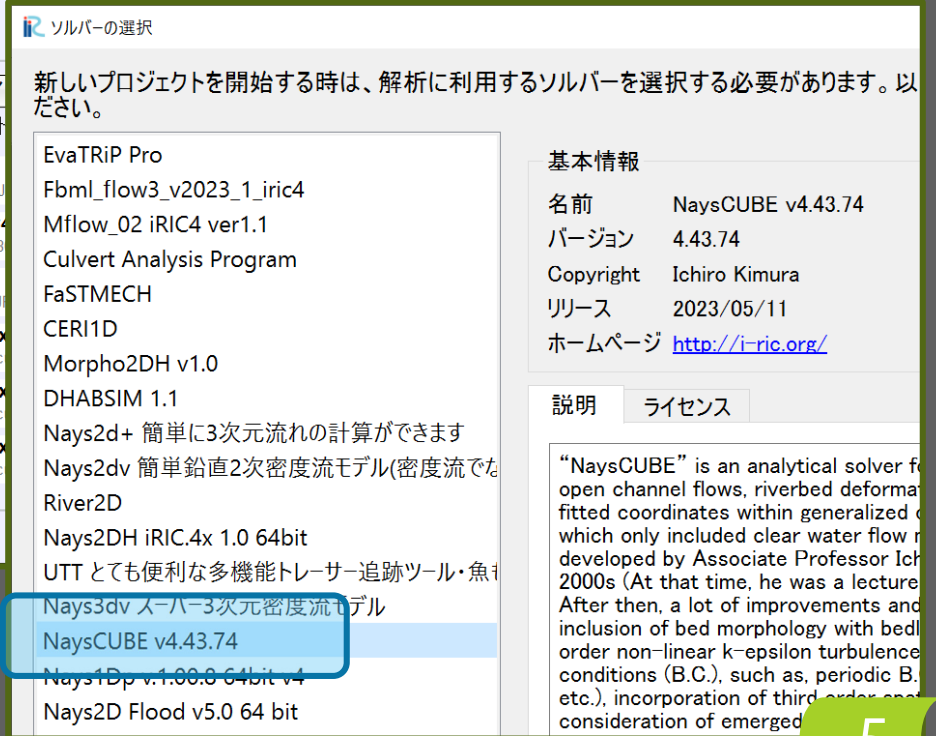 ソルバーの選択
新しいプロジェクトを開始する時は、解析に利用するソルバーを選択する必要があります。以
ださい。
EvaTRiP Pro
Fbml_flow3_v2023_1_iric4
Mflow_02 iRIC4 ver1.1
Culvert Analysis Program
FaSTMECH
CERI1D
Morpho2DH v1.0
DHABSIM 1.1
Nays2d+ 簡単に3次元流れの計算ができます
Nays2dv 簡単鉛直2次密度流モデル(密度流でな
River2D
Nays2DH iRIC.4x 1.0 64bit
UTT とても便利な多機能トレーサー追跡ツール・魚も
Nays3dv スーパー3次元密度流モデル
NaysCUBE v4.43.74
Nays1Dp v.1.00.8 64bit v4
Nays2D Flood v5.0 64 bit
基本情報
名前 NaysCUBE v4.43.74
バージョン 4.43.74
Copyright Ichiro Kimura
リリース 2023/05/11
ホームページ http://i-ric.org/
説明 ライセンス
“NaysCUBE” is an analytical solver fo
open channel flows, riverbed deformat
fitted coordinates within generalized
which only included clear water flow
developed by Associate Professor Ich
2000s (At that time, he was a lecture
After then, a lot of improvements and
inclusion of bed morphology with bedl
order non-linear k-epsilon turbulence
conditions (B.C.), such as, periodic B.
etc.), incorporation of third-order spat
consideration of emerged
5